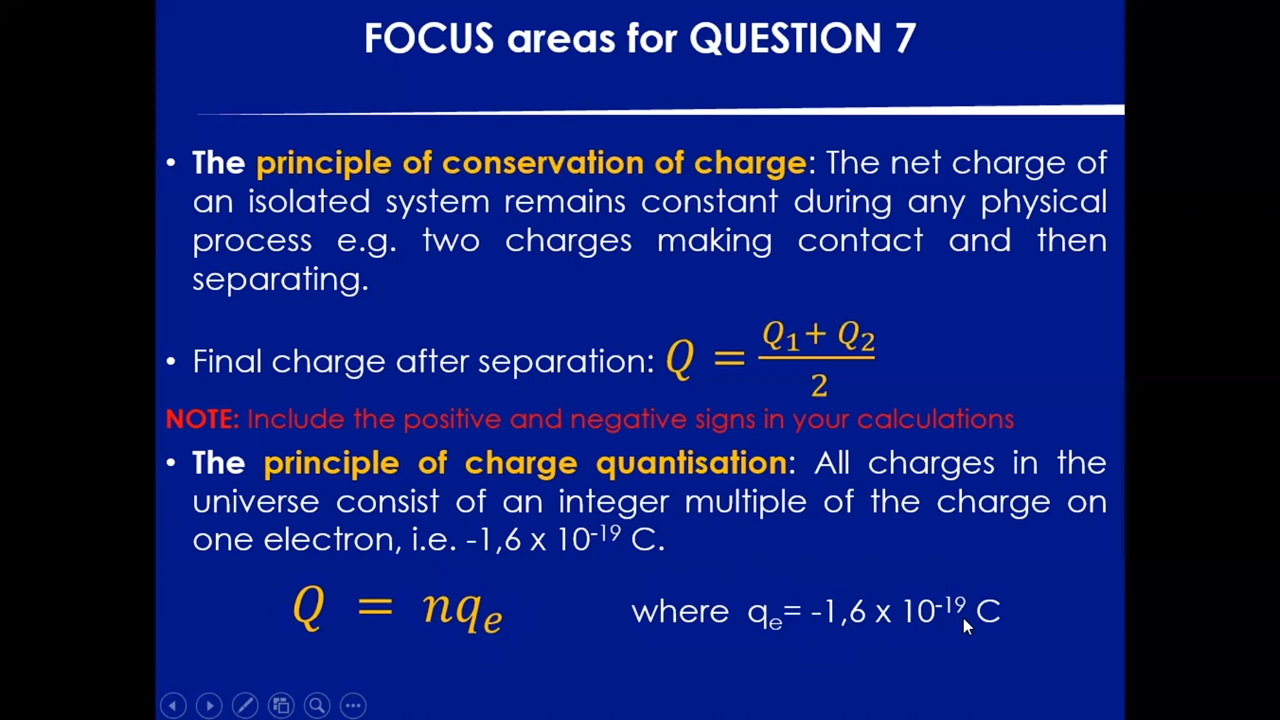 FOCUS areas for QUESTION 7
• The principle of conservation of charge: The net charge of
an isolated system remains constant during any physical
process e.g. two charges making contact and then
separating.
• Final charge after separation: Q = (Q₁ + Q₂)/2
NOTE: Include the positive and negative signs in your calculations
• The principle of charge quantisation: All charges in the
universe consist of an integer multiple of the charge on
one electron, i.e. -1,6 x 10⁻¹⁹ C.
Q = nqₑ where qₑ= -1,6 x 10⁻¹⁹ C